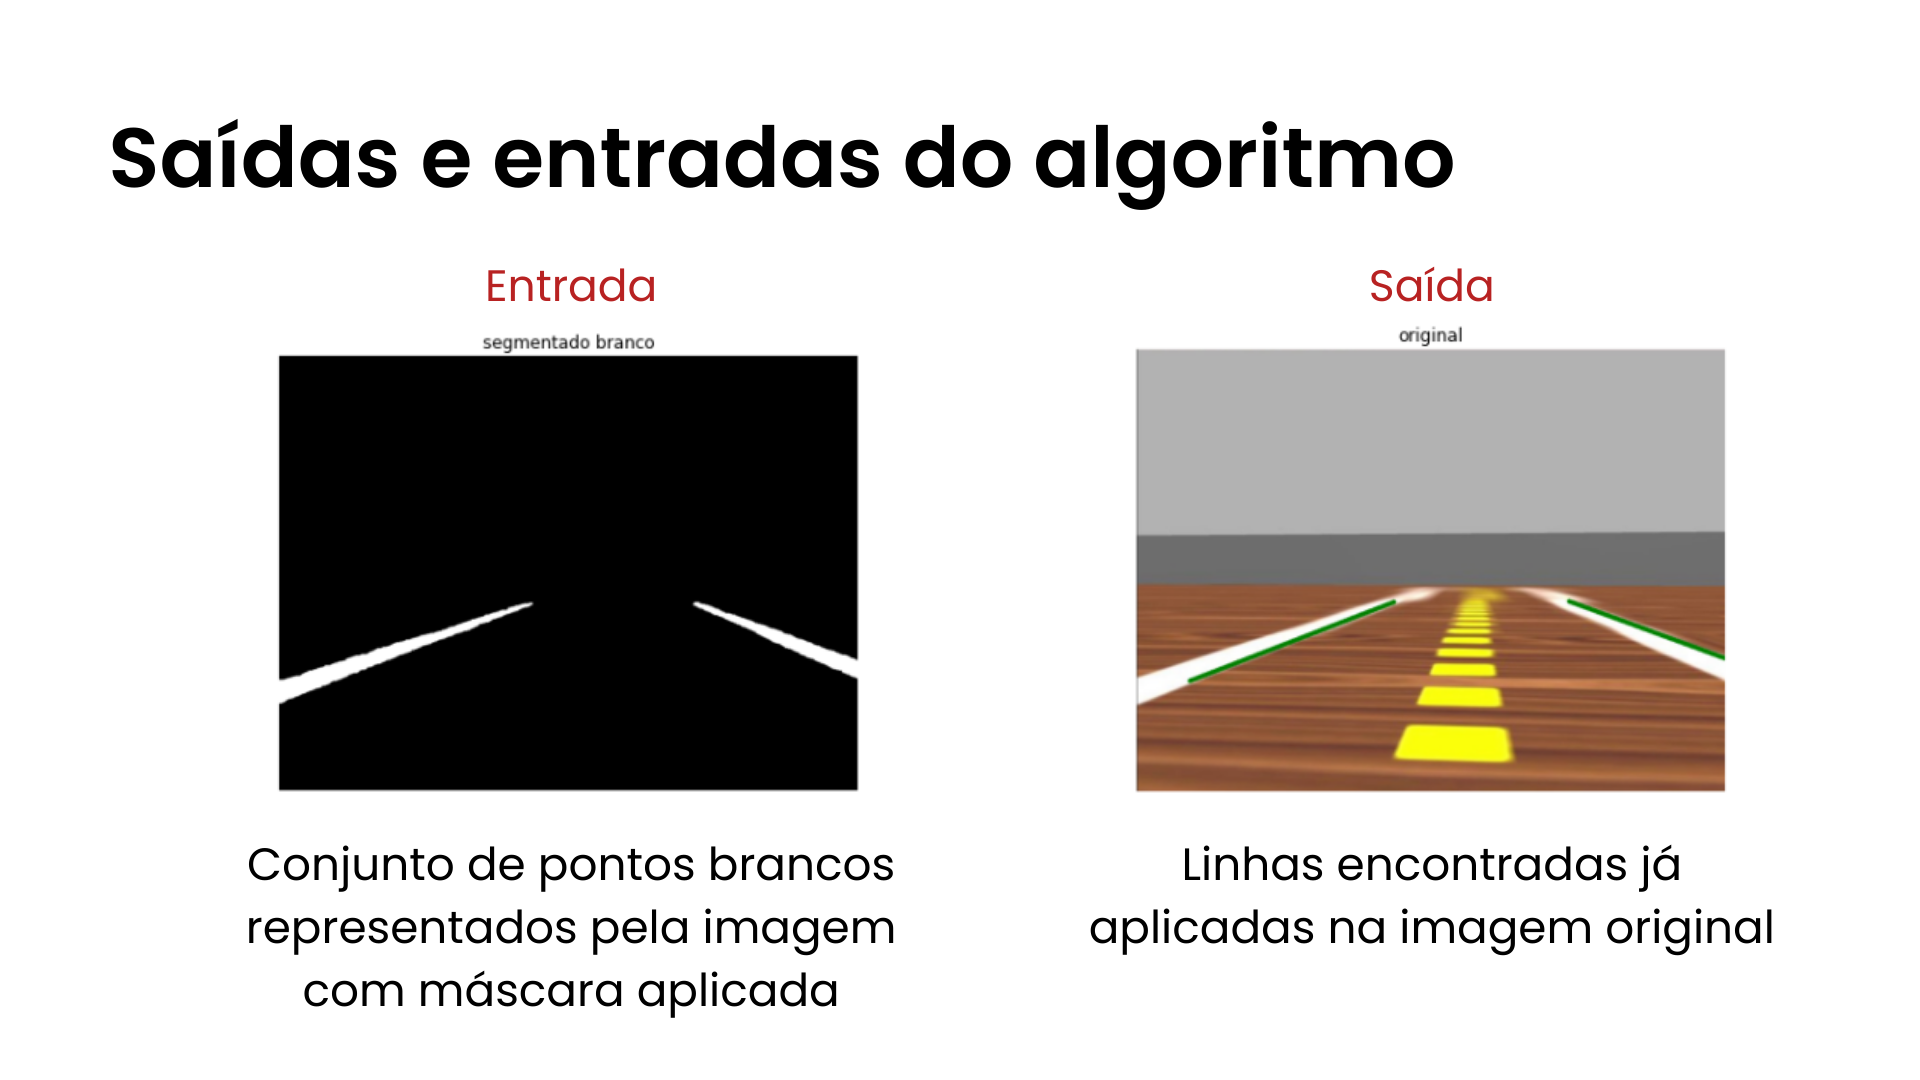 Saídas e entradas do algoritmo
Entrada
segmentado branco
Conjunto de pontos brancos
representados pela imagem
com máscara aplicada
Saída
original
Linhas encontradas já
aplicadas na imagem original